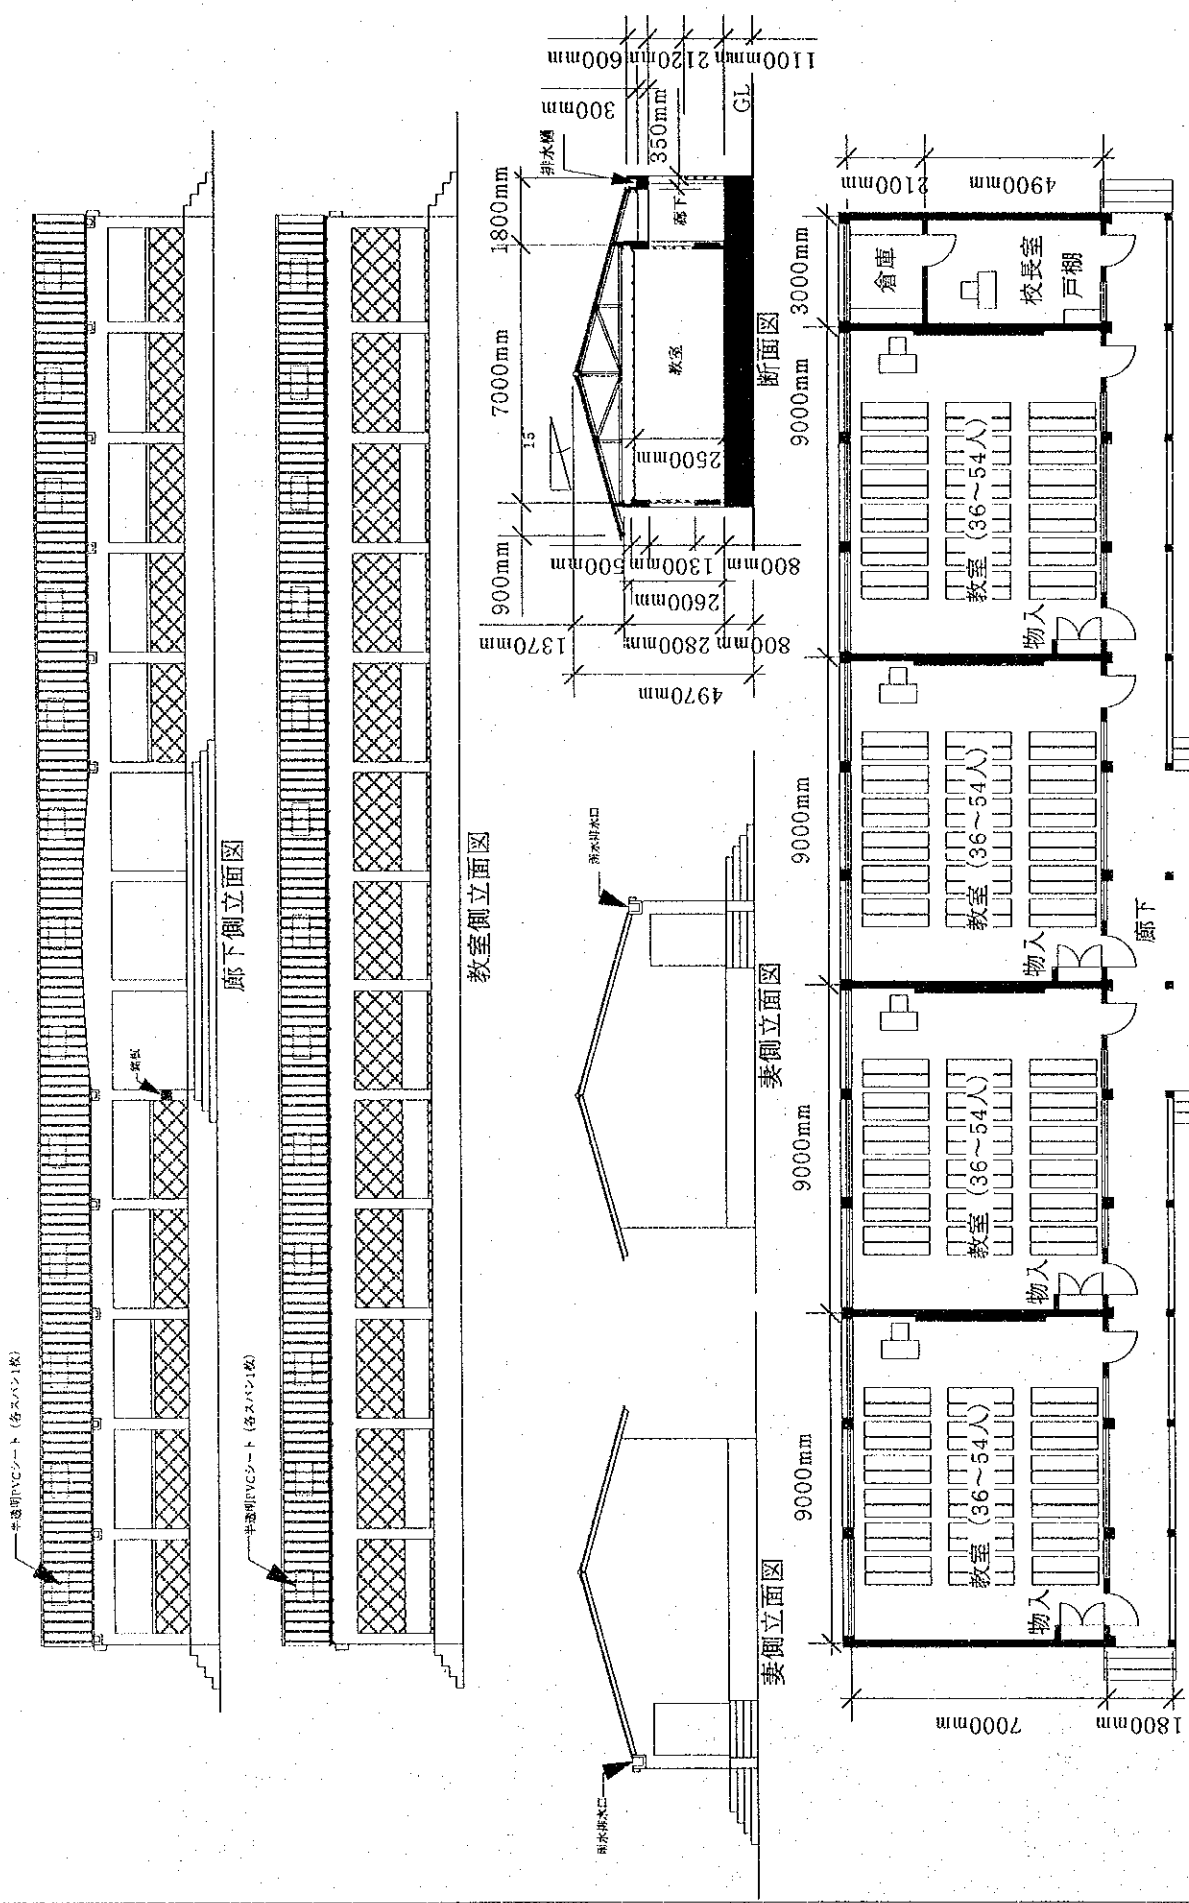 半透明PVCシート (各スパン1枚)
銘板
廊下側立面図
半透明PVCシート (各スパン1枚)
教室側立面図
雨水排水口
妻側立面図
雨水排水口
妻側立面図
900mm
7000mm
1800mm
15
排水樋
300mm
350mm
600mm
2120mm
1100mm
GL
廊下
教室
2500mm
500mm
1300mm
800mm
2600mm
1370mm
2800mm
800mm
4970mm
断面図
9000mm
9000mm
9000mm
9000mm
3000mm
2100mm
4900mm
7000mm
1800mm
教室 (36~54人)
教室 (36~54人)
教室 (36~54人)
教室 (36~54人)
物入
物入
物入
物入
倉庫
校長室
戸棚
廊下